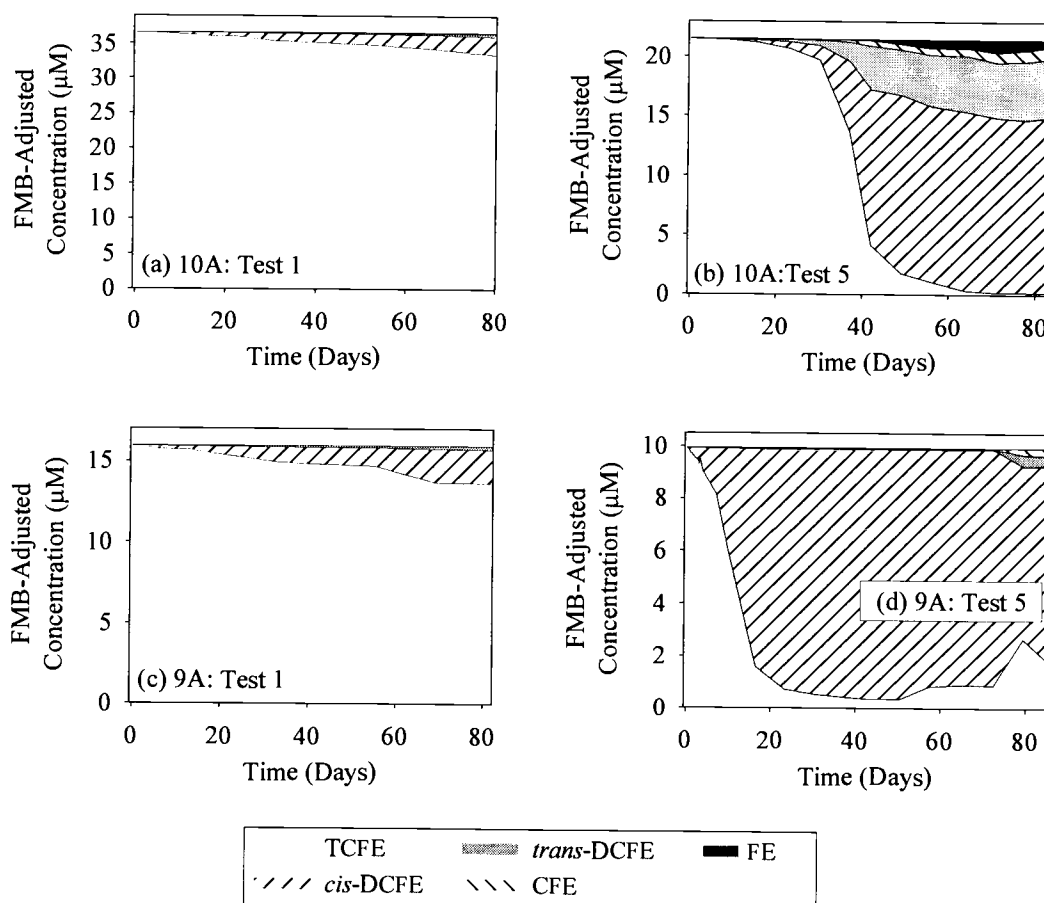 FMB-Adjusted
Concentration (µM)
35
30
25
20
15
10
5
0
(a) 10A: Test 1
0 20 40 60 80
Time (Days)
FMB-Adjusted
Concentration (µM)
20
15
10
5
0
(b) 10A:Test 5
0 20 40 60 80
Time (Days)
FMB-Adjusted
Concentration (µM)
15
10
5
0
(c) 9A: Test 1
0 20 40 60 80
Time (Days)
FMB-Adjusted
Concentration (µM)
10
8
6
4
2
0
(d) 9A: Test 5
0 20 40 60 80
Time (Days)
TCFE trans-DCFE FE
cis-DCFE CFE